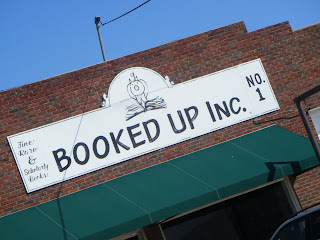 Fine
Rare
&
Scholarly
Books
BOOKED UP INC.
NO.
1